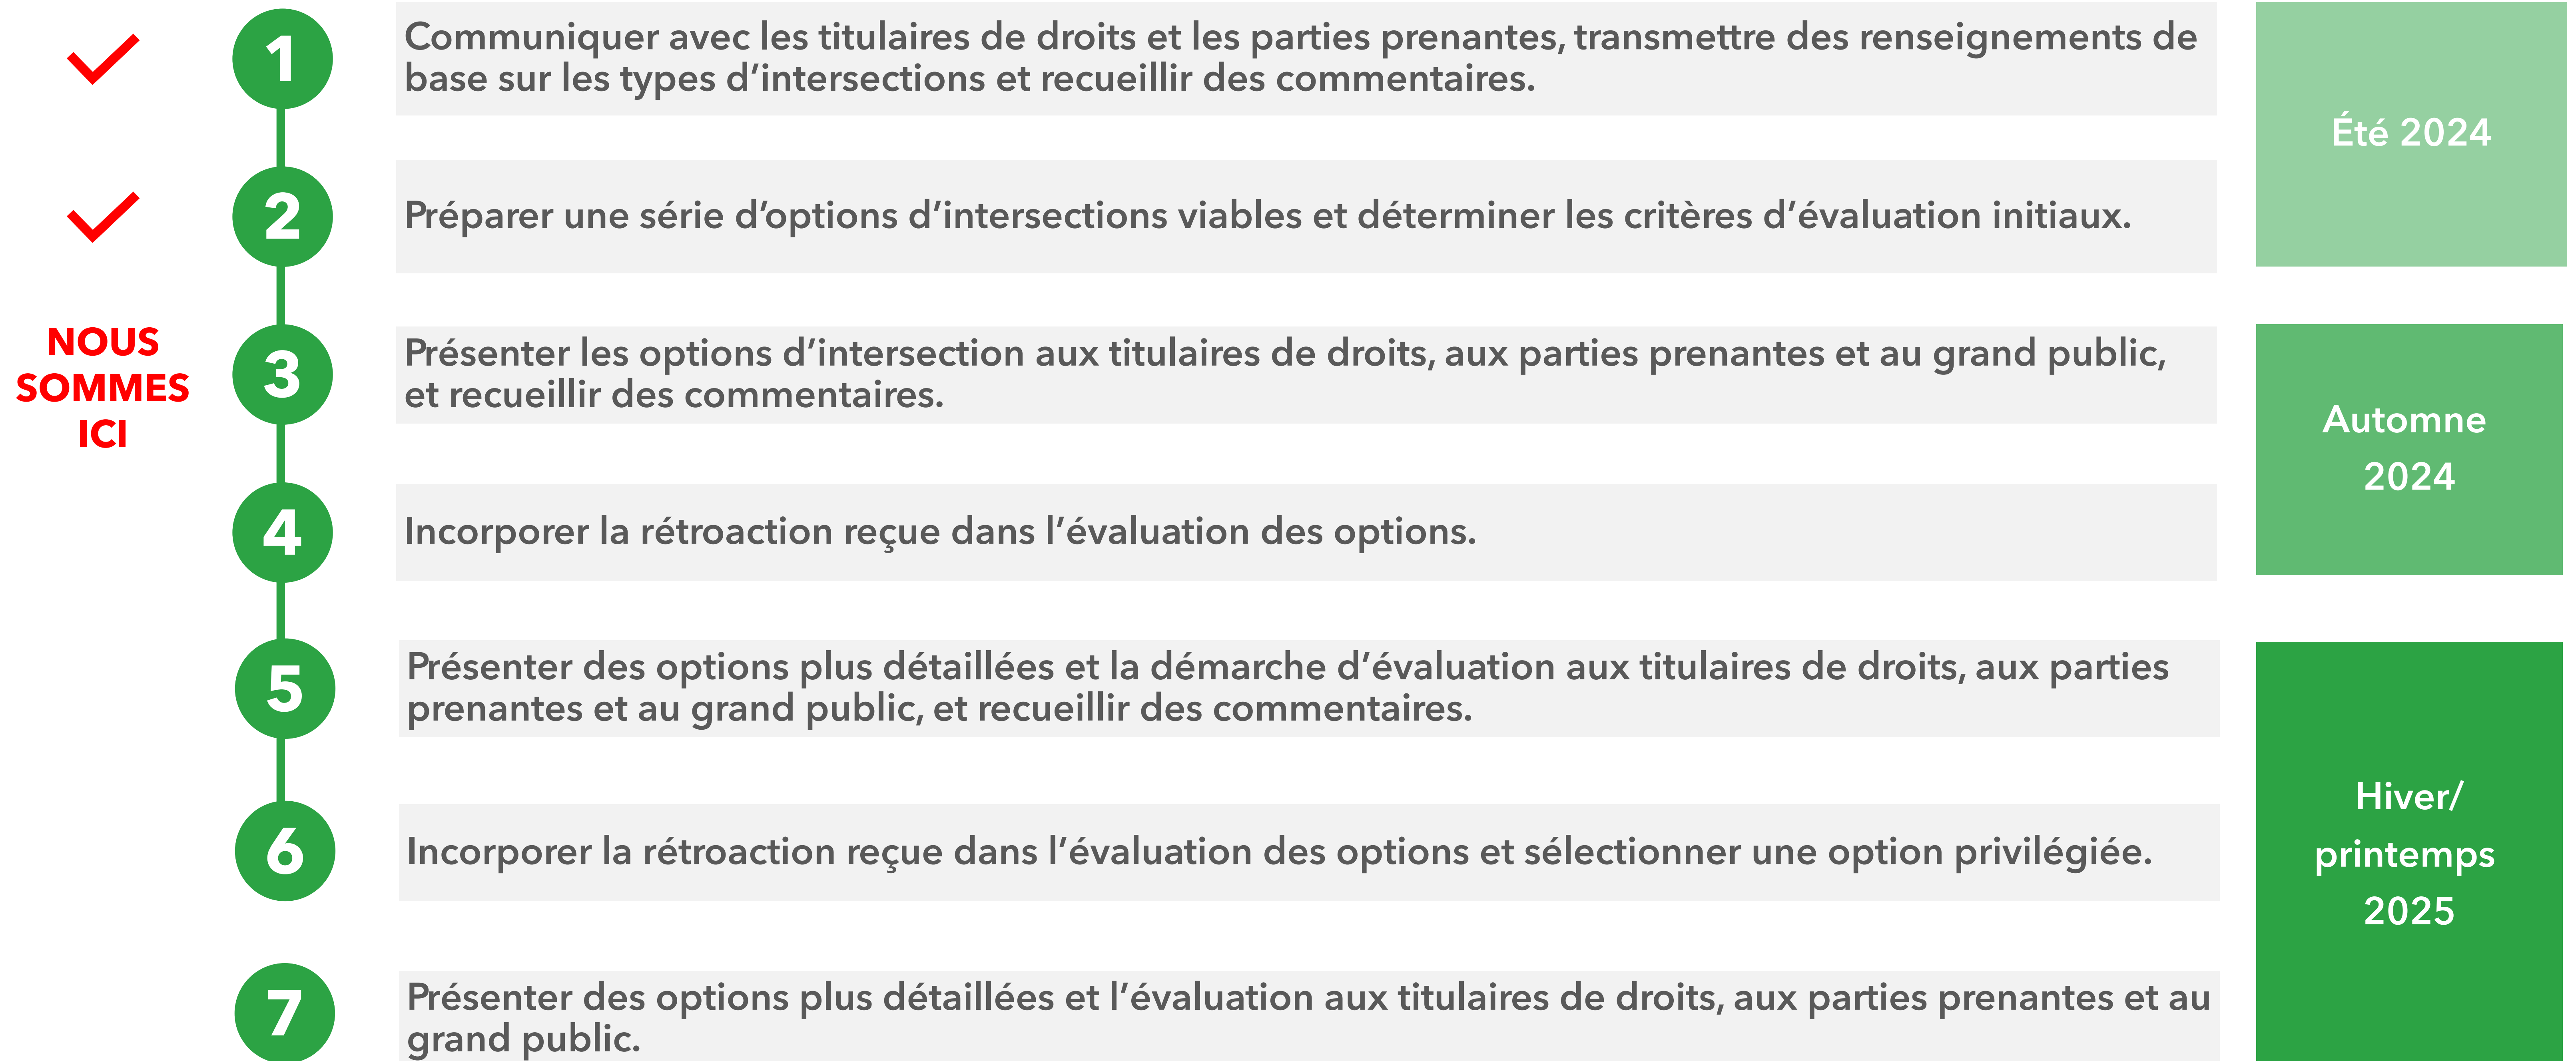 1
Communiquer avec les titulaires de droits et les parties prenantes, transmettre des renseignements de
base sur les types d’intersections et recueillir des commentaires.
Été 2024
2
Préparer une série d’options d’intersections viables et déterminer les critères d’évaluation initiaux.
NOUS
SOMMES
ICI
3
Présenter les options d’intersection aux titulaires de droits, aux parties prenantes et au grand public,
et recueillir des commentaires.
Automne
2024
4
Incorporer la rétroaction reçue dans l’évaluation des options.
5
Présenter des options plus détaillées et la démarche d’évaluation aux titulaires de droits, aux parties
prenantes et au grand public, et recueillir des commentaires.
Hiver/
printemps
2025
6
Incorporer la rétroaction reçue dans l’évaluation des options et sélectionner une option privilégiée.
7
Présenter des options plus détaillées et l’évaluation aux titulaires de droits, aux parties prenantes et au
grand public.